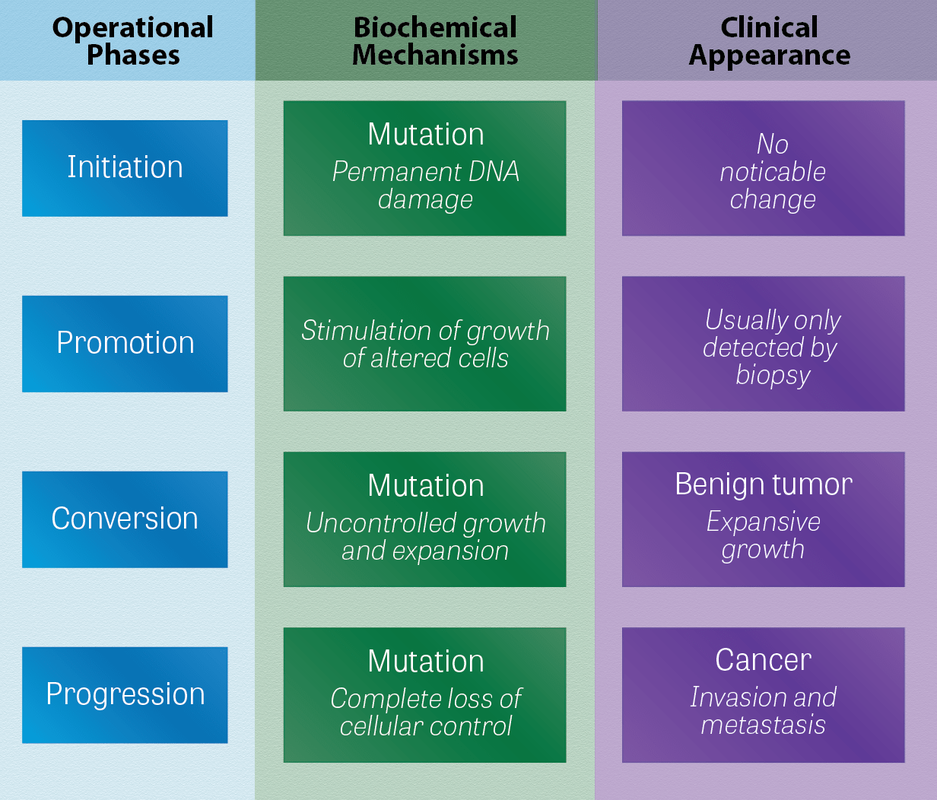 Operational
Phases
Biochemical
Mechanisms
Clinical
Appearance
Initiation
Mutation
Permanent DNA
damage
No
noticable
change
Promotion
Stimulation of growth
of altered cells
Usually only
detected by
biopsy
Conversion
Mutation
Uncontrolled growth
and expansion
Benign tumor
Expansive
growth
Progression
Mutation
Complete loss of
cellular control
Cancer
Invasion and
metastasis